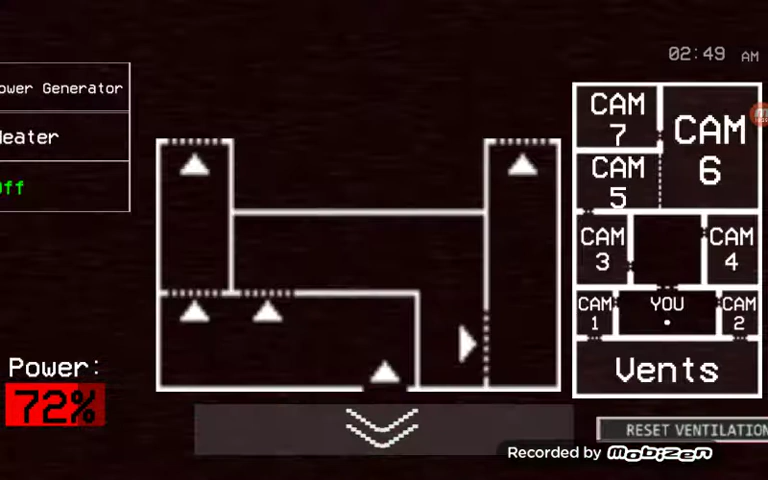 02:49 AM
ower Generator
eater
ff
CAM
7
CAM
6
CAM
5
CAM
3
CAM
4
CAM
1
YOU
CAM
2
Vents
Power:
72%
RESET VENTILATION
Recorded by mobizen